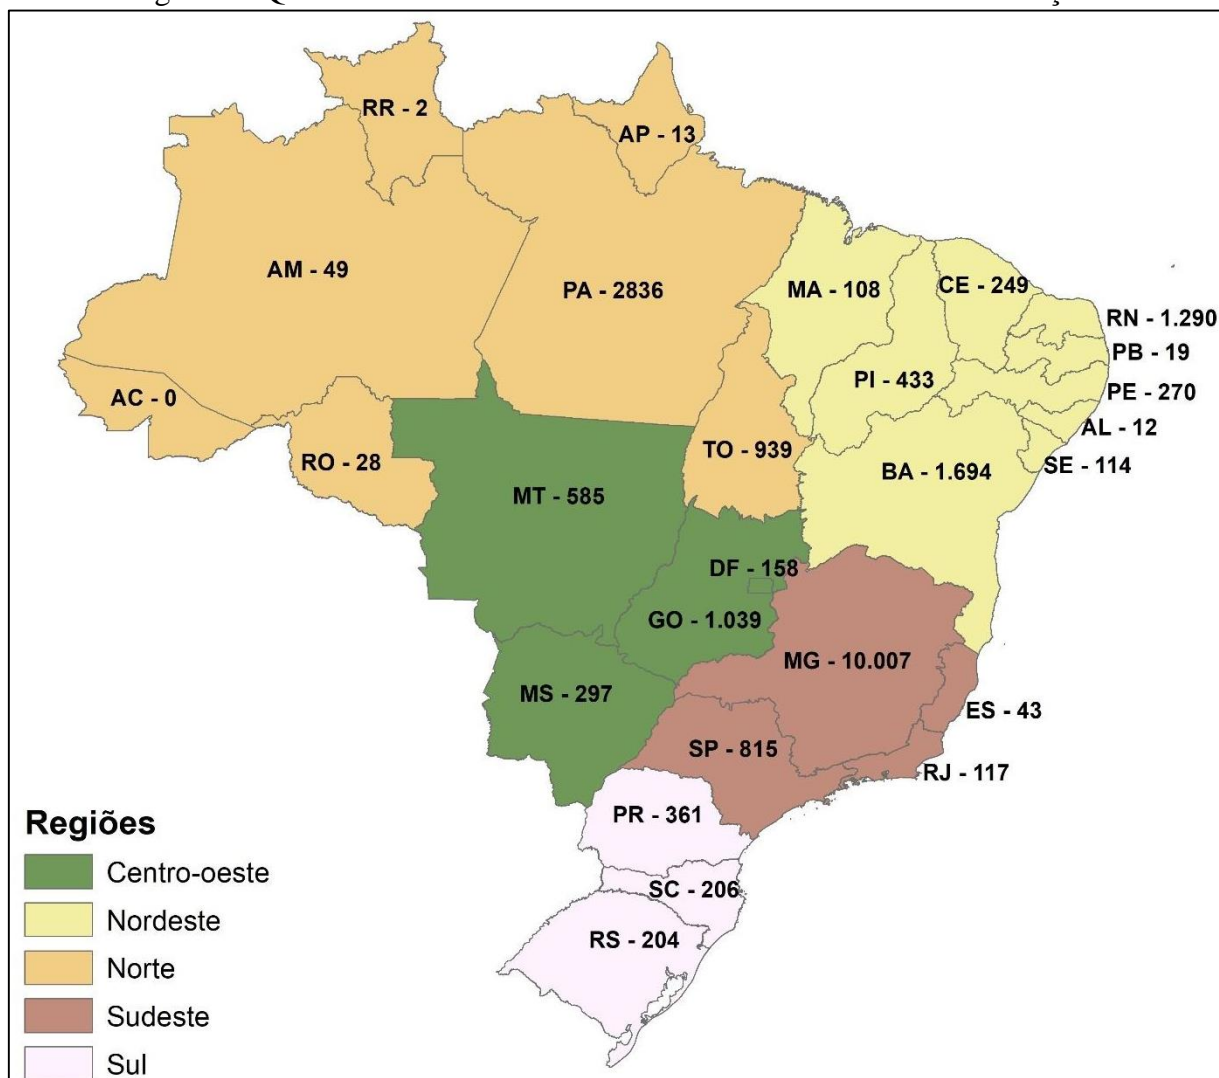 RR - 2
AP - 13
AM - 49
PA - 2836
MA - 108
CE - 249
RN - 1.290
PB - 19
PI - 433
PE - 270
AC - 0
AL - 12
RO - 28
TO - 939
BA - 1.694
SE - 114
MT - 585
DF - 158
GO - 1.039
MG - 10.007
MS - 297
ES - 43
SP - 815
RJ - 117
PR - 361
SC - 206
RS - 204
Regiões
Centro-oeste
Nordeste
Norte
Sudeste
Sul